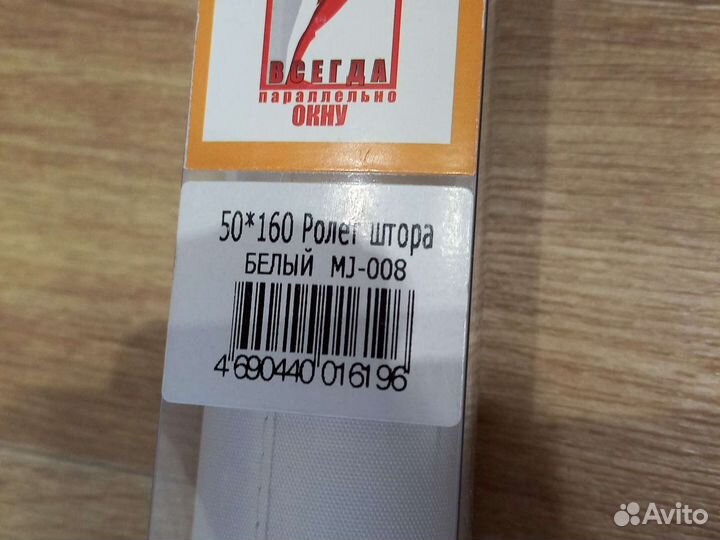 ВСЕГДА
параллельно
ОКНУ
50*160 Ролет штора
БЕЛЫЙ MJ-008
4 690440 016196
Avito